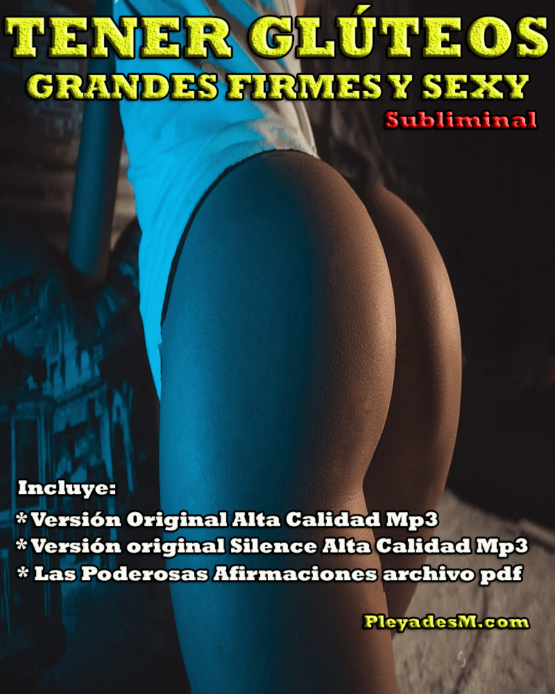 TENER GLÚTEOS
GRANDES FIRMES Y SEXY
Subliminal
Incluye:
* Versión Original Alta Calidad Mp3
* Versión original Silence Alta Calidad Mp3
* Las Poderosas Afirmaciones archivo pdf
PleyadesM.com